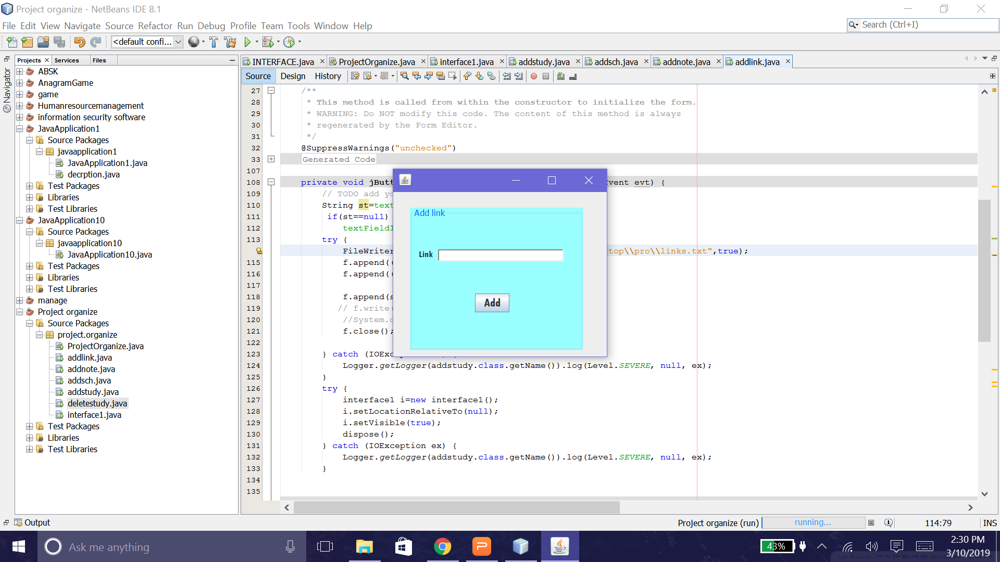 Project organize - NetBeans IDE 8.1
File Edit View Navigate Source Refactor Run Debug Profile Team Tools Window Help
Search (Ctrl+I)
<default confi...
Projects Services Files
Navigator
ABSK
AnagramGame
game
Humanresourcemanagement
information security software
JavaApplication1
Source Packages
javaapplication1
JavaApplication1.java
decrption.java
Test Packages
Libraries
Test Libraries
JavaApplication10
Source Packages
javaapplication10
JavaApplication10.java
Test Packages
Libraries
Test Libraries
manage
Project organize
Source Packages
project.organize
ProjectOrganize.java
addlink.java
addnote.java
addsch.java
addstudy.java
deletestudy.java
interface1.java
Test Packages
Libraries
Test Libraries
INTERFACE.java ProjectOrganize.java interface1.java addstudy.java addsch.java addnote.java addlink.java
Source Design History
27 /**
28 * This method is called from within the constructor to initialize the form.
29 * WARNING: Do NOT modify this code. The content of this method is always
30 * regenerated by the Form Editor.
31 */
32 @SuppressWarnings("unchecked")
33 Generated Code
107
108 private void jButt vent evt) {
109 // TODO add yo
110 String st=text
111 if(st==null)
112 textField1
113 try {
FileWriter top\\pro\\links.txt",true);
115 f.append(
116 f.append(
117
118 f.append(s
119 // f.write
120 //System.o
121 f.close();
122
123 } catch (IOExc
124 Logger.getLogger(addstudy.class.getName()).log(Level.SEVERE, null, ex);
125 }
126 try {
127 interface1 i=new interface1();
128 i.setLocationRelativeTo(null);
129 i.setVisible(true);
130 dispose();
131 } catch (IOException ex) {
132 Logger.getLogger(addstudy.class.getName()).log(Level.SEVERE, null, ex);
133 }
134
135
Add link
Link
Add
Output
Project organize (run) running... 114:79 INS
Ask me anything
43%
2:30 PM
3/10/2019